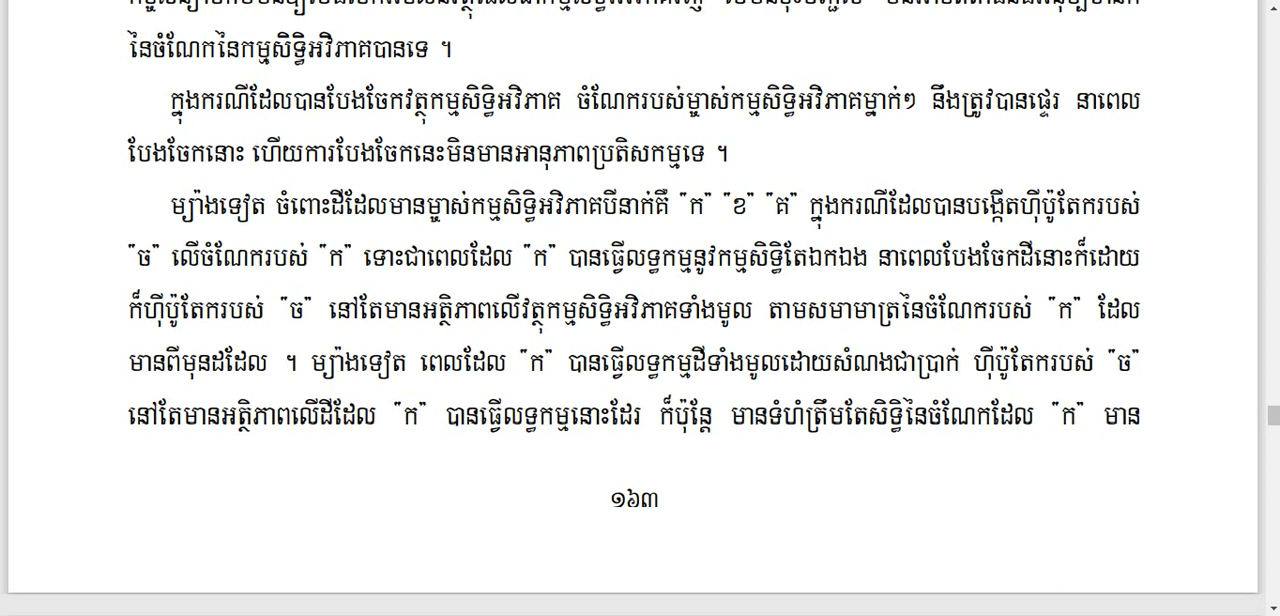 នៃចំណែកនៃកម្មសិទ្ធិអវិភាគបានទេ ។
ក្នុងករណីដែលបានបែងចែកវត្ថុកម្មសិទ្ធិអវិភាគ ចំណែករបស់ម្ចាស់កម្មសិទ្ធិអវិភាគម្នាក់ៗ នឹងត្រូវបានផ្ទេរ នាពេល
បែងចែកនោះ ហើយការបែងចែកនេះមិនមានអានុភាពប្រតិសកម្មទេ ។
ម្យ៉ាងទៀត ចំពោះដីដែលមានម្ចាស់កម្មសិទ្ធិអវិភាគបីនាក់គឺ "ក" "ខ" "គ" ក្នុងករណីដែលបានបង្កើតហ៊ីប៉ូតែករបស់
"ច" លើចំណែករបស់ "ក" ទោះជាពេលដែល "ក" បានធ្វើលទ្ធកម្មនូវកម្មសិទ្ធិតែឯកឯង នាពេលបែងចែកដីនោះក៏ដោយ
ក៏ហ៊ីប៉ូតែករបស់ "ច" នៅតែមានអត្ថិភាពលើវត្ថុកម្មសិទ្ធិអវិភាគទាំងមូល តាមសមាមាត្រនៃចំណែករបស់ "ក" ដែល
មានពីមុនដដែល ។ ម្យ៉ាងទៀត ពេលដែល "ក" បានធ្វើលទ្ធកម្មដីទាំងមូលដោយសំណងជាប្រាក់ ហ៊ីប៉ូតែករបស់ "ច"
នៅតែមានអត្ថិភាពលើដីដែល "ក" បានធ្វើលទ្ធកម្មនោះដែរ ក៏ប៉ុន្តែ មានទំហំត្រឹមតែសិទ្ធិនៃចំណែកដែល "ក" មាន
១៦៣